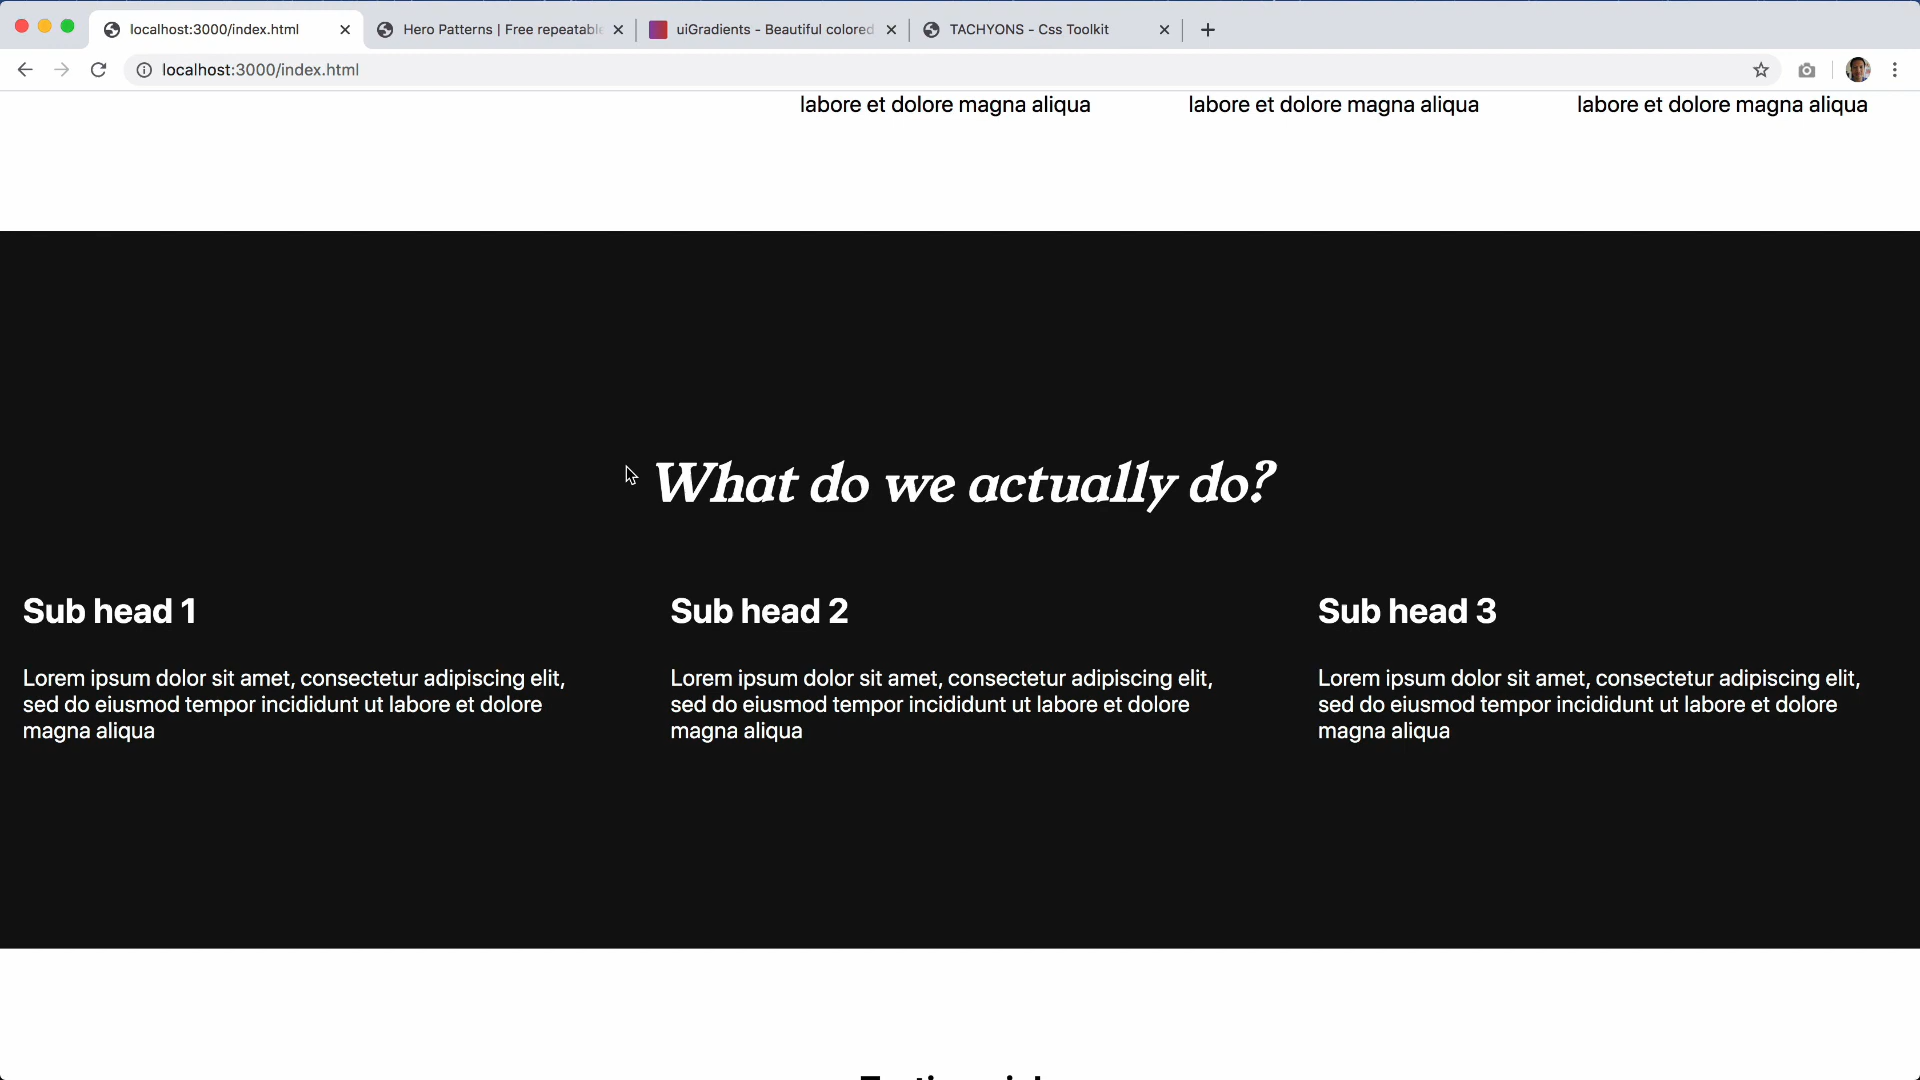 localhost:3000/index.html
Hero Patterns | Free repeatable
uiGradients - Beautiful colored
TACHYONS - Css Toolkit
localhost:3000/index.html
labore et dolore magna aliqua
labore et dolore magna aliqua
labore et dolore magna aliqua
What do we actually do?
Sub head 1
Lorem ipsum dolor sit amet, consectetur adipiscing elit,
sed do eiusmod tempor incididunt ut labore et dolore
magna aliqua
Sub head 2
Lorem ipsum dolor sit amet, consectetur adipiscing elit,
sed do eiusmod tempor incididunt ut labore et dolore
magna aliqua
Sub head 3
Lorem ipsum dolor sit amet, consectetur adipiscing elit,
sed do eiusmod tempor incididunt ut labore et dolore
magna aliqua